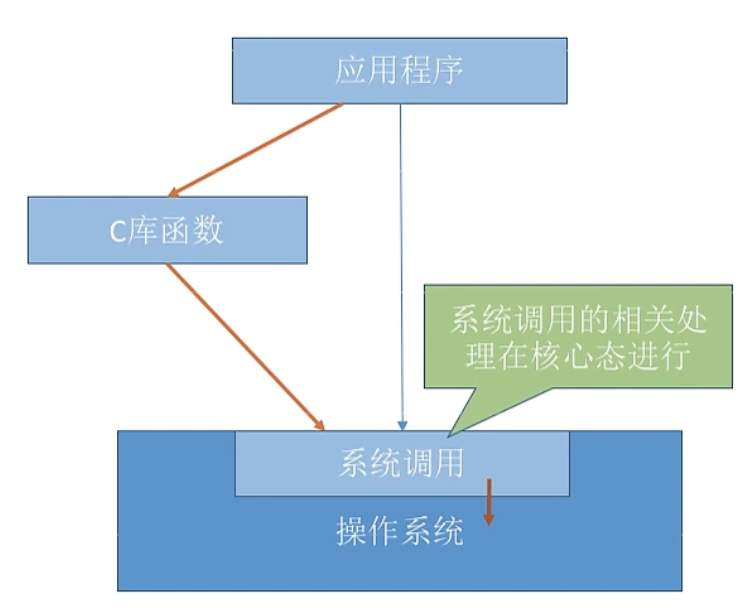 应用程序
C库函数
系统调用的相关处
理在核心态进行
系统调用
操作系统